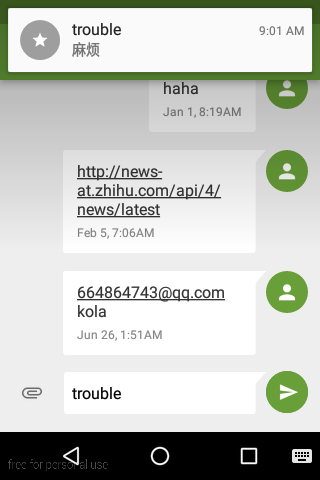 trouble
9:01 AM
麻烦
haha
Jan 1, 8:19AM
http://news-
at.zhihu.com/api/4/
news/latest
Feb 5, 7:06AM
664864743@qq.com
kola
Jun 26, 1:51AM
trouble
free for personal use